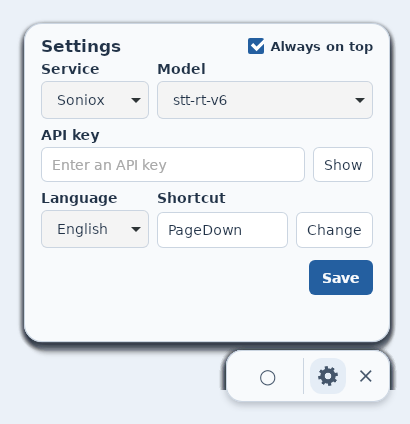 Settings
Always on top
Service Model
Soniox stt-rt-v6
API key
Enter an API key Show
Language Shortcut
English PageDown Change
Save